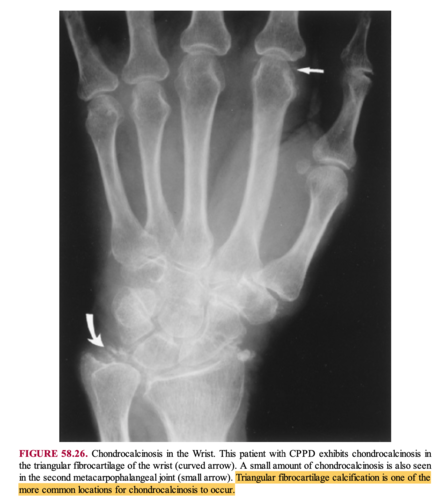 FIGURE 58.26. Chondrocalcinosis in the Wrist. This patient with CPPD exhibits chondrocalcinosis in
the triangular fibrocartilage of the wrist (curved arrow). A small amount of chondrocalcinosis is also seen
in the second metacarpophalangeal joint (small arrow). Triangular fibrocartilage calcification is one of the
more common locations for chondrocalcinosis to occur.